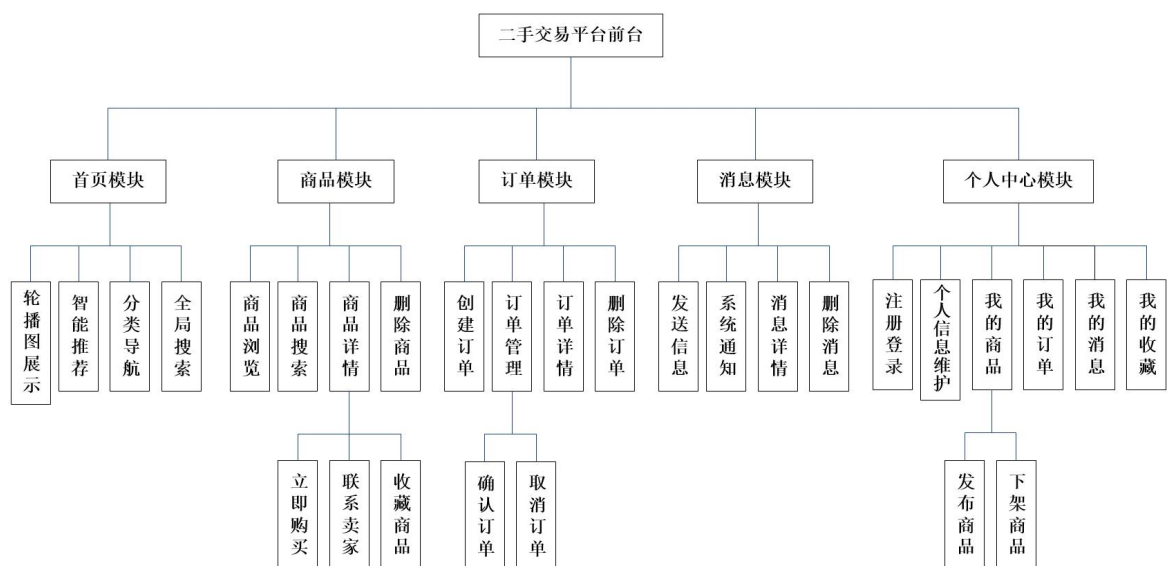 二手交易平台前台
首页模块
商品模块
订单模块
消息模块
个人中心模块
轮播图展示
智能推荐
分类导航
全局搜索
商品浏览
商品搜索
商品详情
删除商品
创建订单
订单管理
订单详情
删除订单
发送信息
系统通知
消息详情
删除消息
注册登录
个人信息维护
我的商品
我的订单
我的消息
我的收藏
立即购买
联系卖家
收藏商品
确认订单
取消订单
发布商品
下架商品